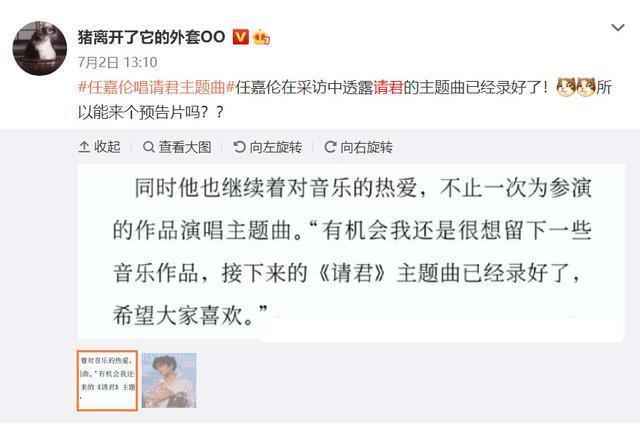 猪离开了它的外套OO
7月2日 13:10
#任嘉伦唱请君主题曲#任嘉伦在采访中透露请君的主题曲已经录好了！所
以能来个预告片吗？？
收起 查看大图 向左旋转 向右旋转
同时他也继续着对音乐的热爱，不止一次为参演
的作品演唱主题曲。“有机会我还是很想留下一些
音乐作品，接下来的《请君》主题曲已经录好了，
希望大家喜欢。”
着对音乐的热爱，
曲。“有机会我还
来的《请君》主题